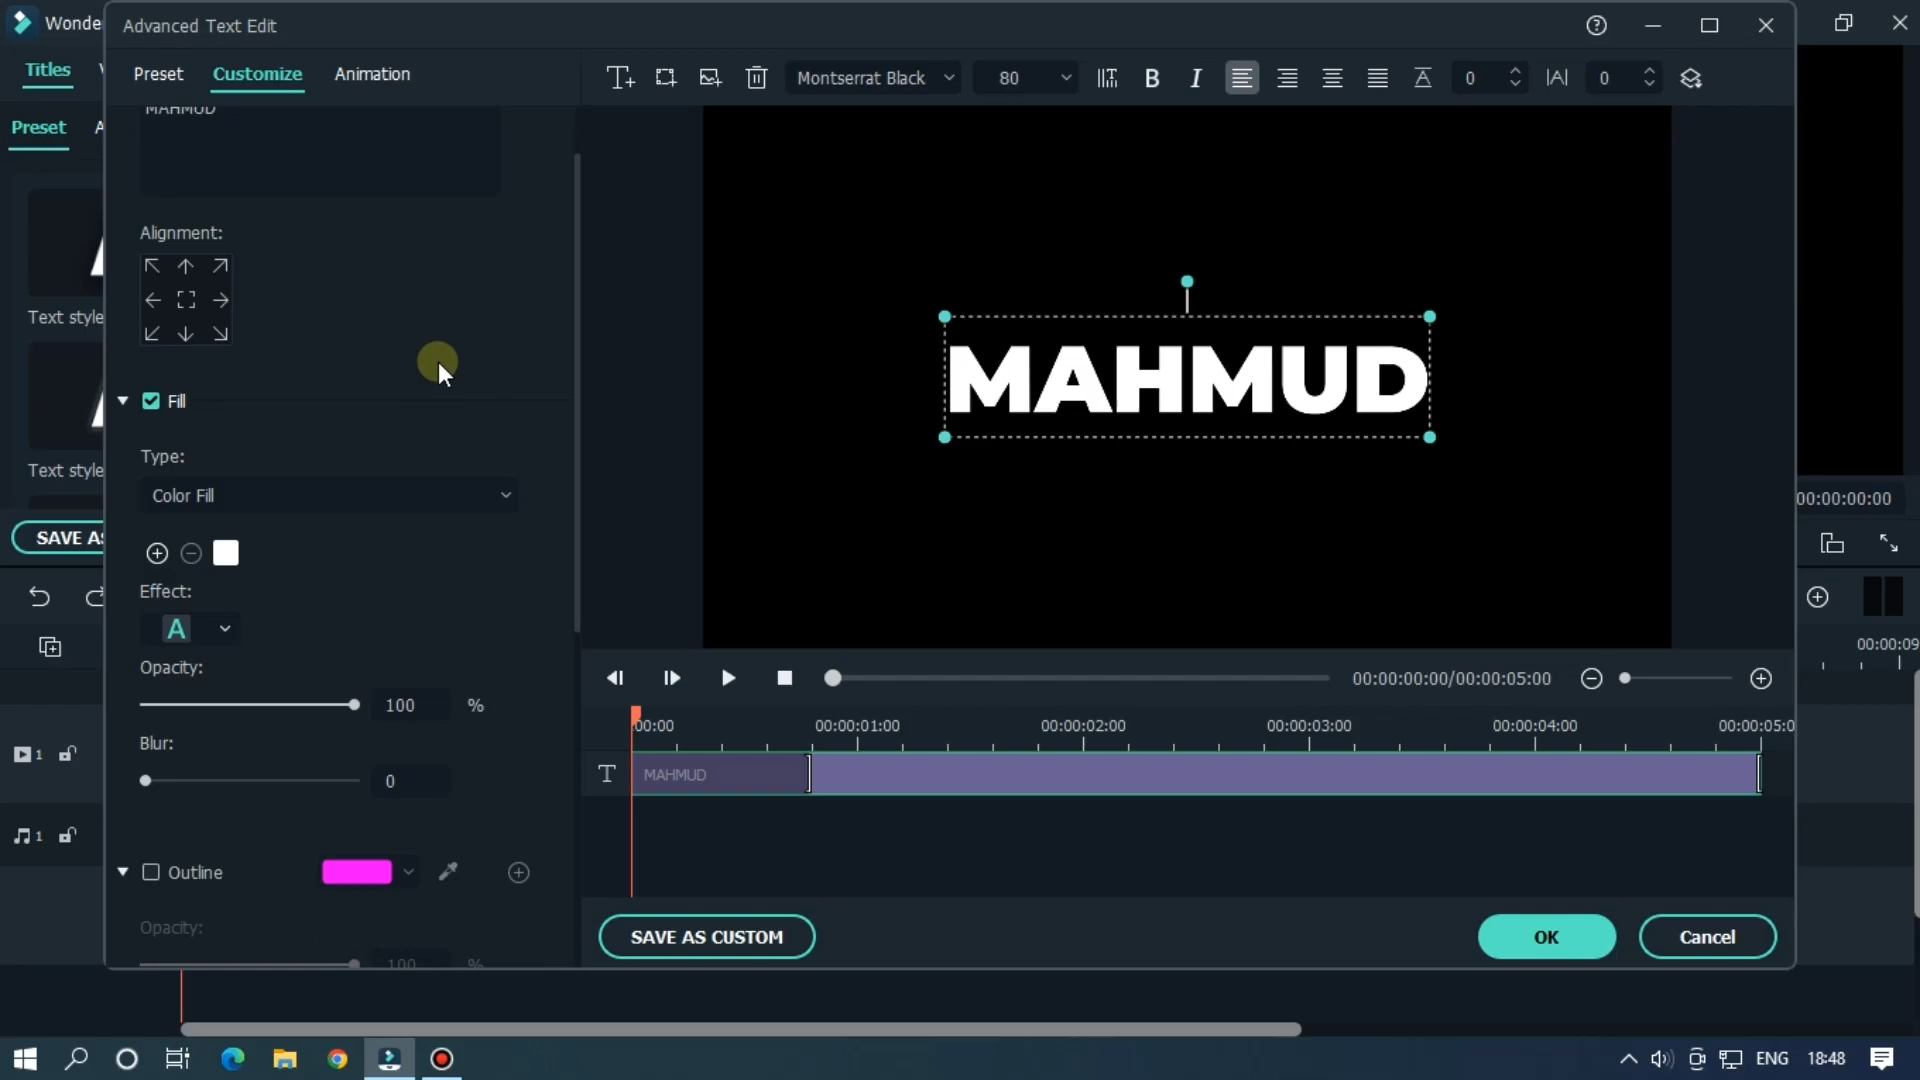 Wonde
Advanced Text Edit
Titles
Preset
Customize
Animation
Montserrat Black
80
B
I
0
0
Preset
A
MAHMUD
Alignment:
Text style
Fill
MAHMUD
Type:
Color Fill
Text style
00:00:00:00
SAVE AS
Effect:
A
Opacity:
100
%
00:00:00:00/00:00:05:00
00:00:09
Blur:
0
00:00
00:00:01:00
00:00:02:00
00:00:03:00
00:00:04:00
00:00:05:0
1
T
MAHMUD
1
Outline
Opacity:
100
%
SAVE AS CUSTOM
OK
Cancel
ENG
18:48